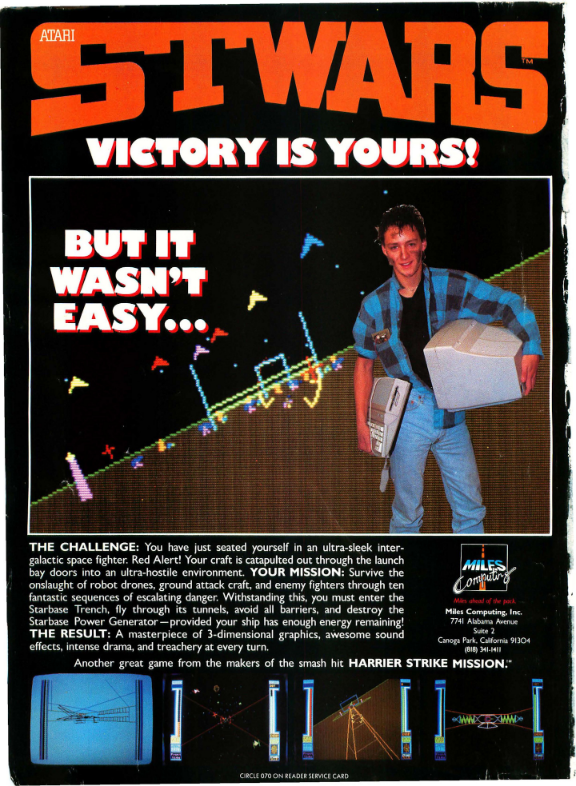 ATARI
STWARS™
VICTORY IS YOURS!
BUT IT
WASN'T
EASY...
THE CHALLENGE: You have just seated yourself in an ultra-sleek inter-
galactic space fighter. Red Alert! Your craft is catapulted out through the launch
bay doors into an ultra-hostile environment. YOUR MISSION: Survive the
onslaught of robot drones, ground attack craft, and enemy fighters through ten
fantastic sequences of escalating danger. Withstanding this, you must enter the
Starbase Trench, fly through its tunnels, avoid all barriers, and destroy the
Starbase Power Generator—provided your ship has enough energy remaining!
THE RESULT: A masterpiece of 3-dimensional graphics, awesome sound
effects, intense drama, and treachery at every turn.
Another great game from the makers of the smash hit HARRIER STRIKE MISSION.™
MILES
Computing
Miles ahead of the pack.
Miles Computing, Inc.
7741 Alabama Avenue
Suite 2
Canoga Park, California 91304
(818) 341-1411
CIRCLE 070 ON READER SERVICE CARD